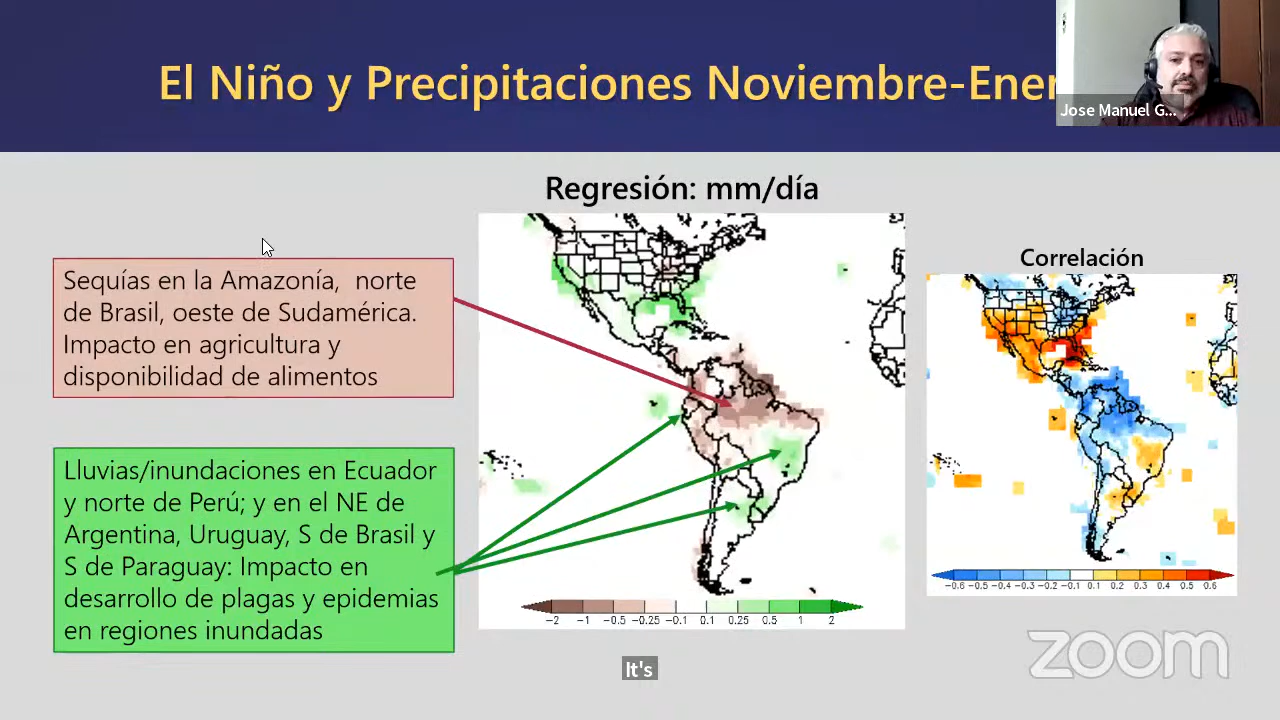 El Niño y Precipitaciones Noviembre-Ener
Jose Manuel G...
Regresión: mm/día
Sequías en la Amazonía, norte
de Brasil, oeste de Sudamérica.
Impacto en agricultura y
disponibilidad de alimentos
Lluvias/inundaciones en Ecuador
y norte de Perú; y en el NE de
Argentina, Uruguay, S de Brasil y
S de Paraguay: Impacto en
desarrollo de plagas y epidemias
en regiones inundadas
-2 -1 -0.5 -0.25 -0.1 0.1 0.25 0.5 1 2
Correlación
-0.6 -0.5 -0.4 -0.3 -0.2 -0.1 0.1 0.2 0.3 0.4 0.5 0.6
zoom
It's